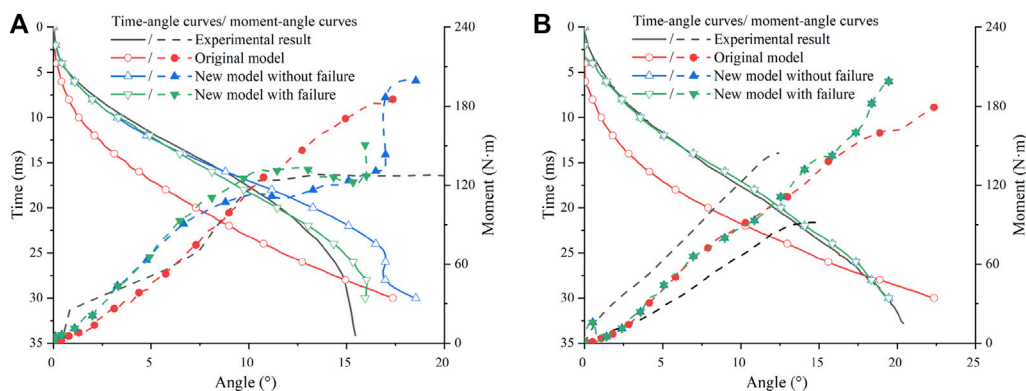 A
Time-angle curves/ moment-angle curves
/ Experimental result
/ Original model
/ New model without failure
/ New model with failure
0
5
10
15
20
25
30
35
Time (ms)
0 5 10 15 20
Angle (°)
240
180
120
60
0
Moment (N·m)
B
Time-angle curves/ moment-angle curves
/ Experimental result
/ Original model
/ New model without failure
/ New model with failure
0
5
10
15
20
25
30
35
Time (ms)
0 5 10 15 20 25
Angle (°)
240
180
120
60
0
Moment (N·m)